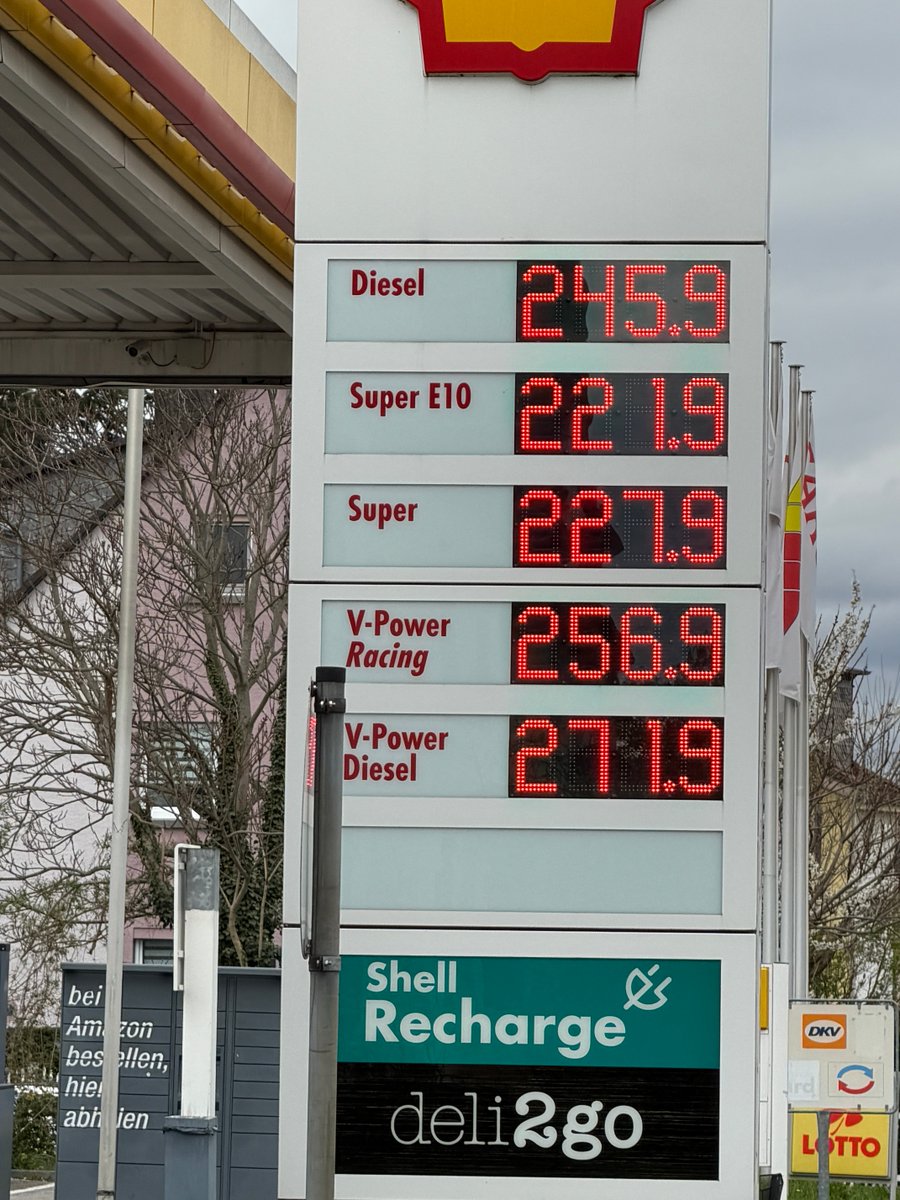 Diesel 245.9
Super E10 221.9
Super 227.9
V-Power
Racing 256.9
V-Power
Diesel 271.9
Shell
Recharge
deli2go
bei
Amazon
bestellen,
hier
abholen
DKV
LOTTO